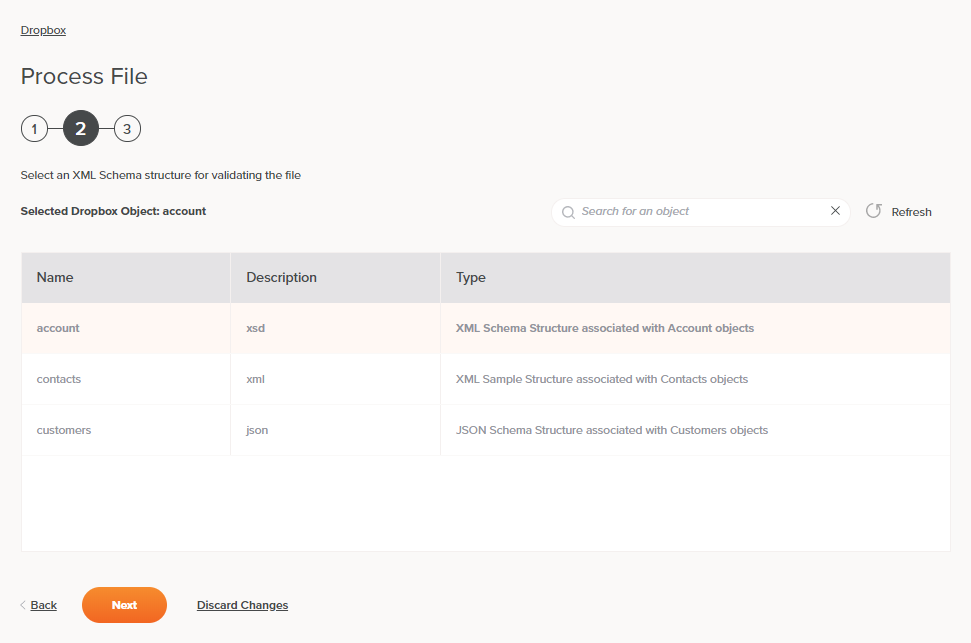 Dropbox
Process File
1 2 3
Select an XML Schema structure for validating the file
Selected Dropbox Object: account
Search for an object
Refresh
Name Description Type
account xsd XML Schema Structure associated with Account objects
contacts xml XML Sample Structure associated with Contacts objects
customers json JSON Schema Structure associated with Customers objects
Back Next Discard Changes